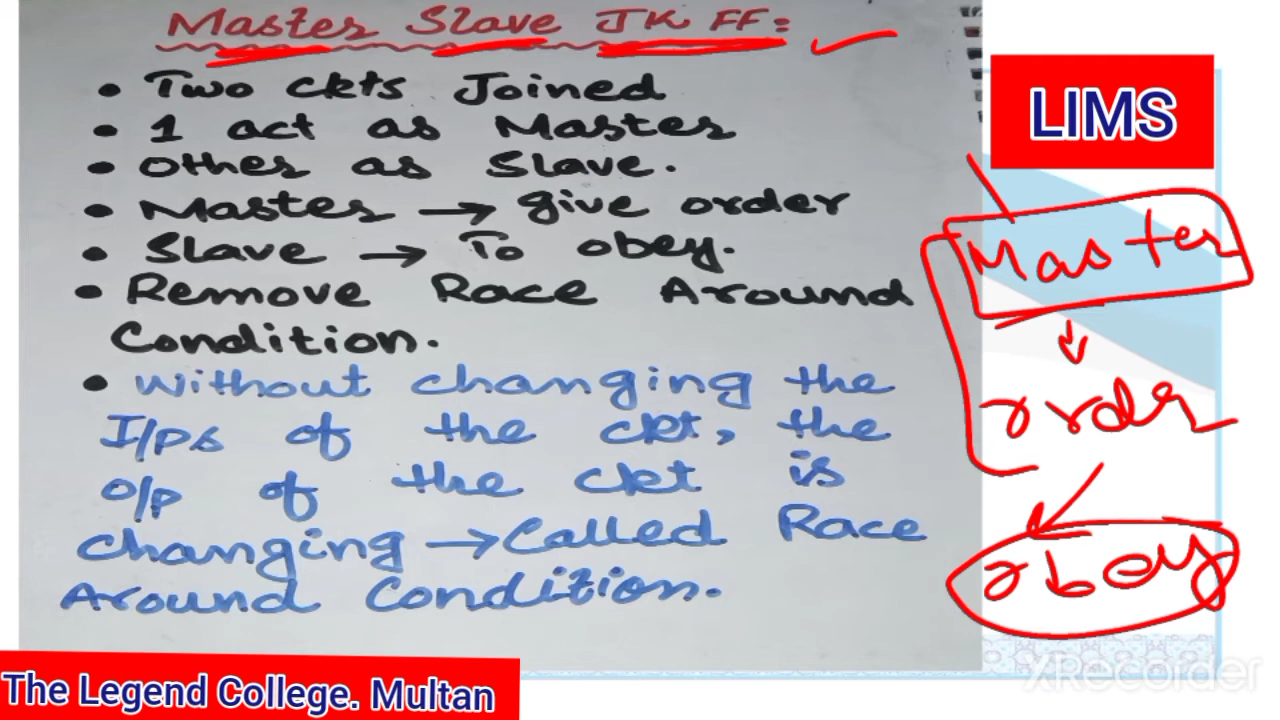 Master Slave JK FF:
• Two ckts Joined
• 1 act as Master
• Other as Slave.
• Master → give order
• Slave → To obey.
• Remove Race Around
Condition.
• Without changing the
I/ps of the ckt, the
o/p of the ckt is
changing → Called Race
Around Condition.
LIMS
Master
order
obey
The Legend College. Multan
XRecorder